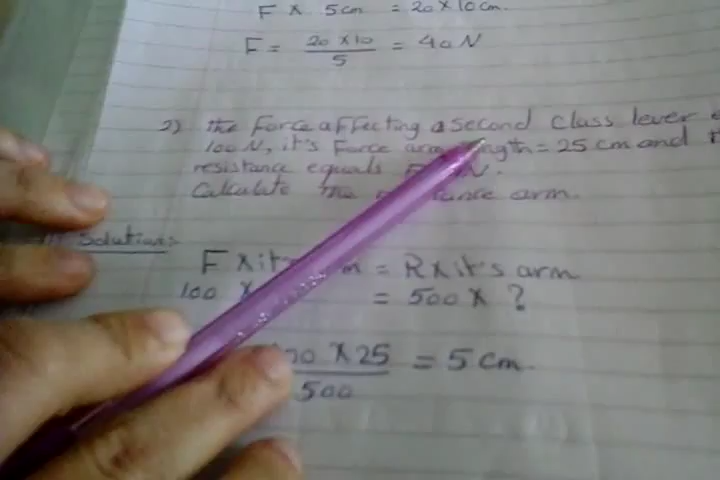 F × 5cm = 20 × 10 cm.
F = 20 × 10 / 5 = 40 N
2) The Force affecting a second class lever
100 N, it's Force arm length = 25 cm and
resistance equals N.
Calculate the arm.
Solution:-
F × it's = R × it's arm
100 × = 500 × ?
× 25 / 500 = 5 cm.